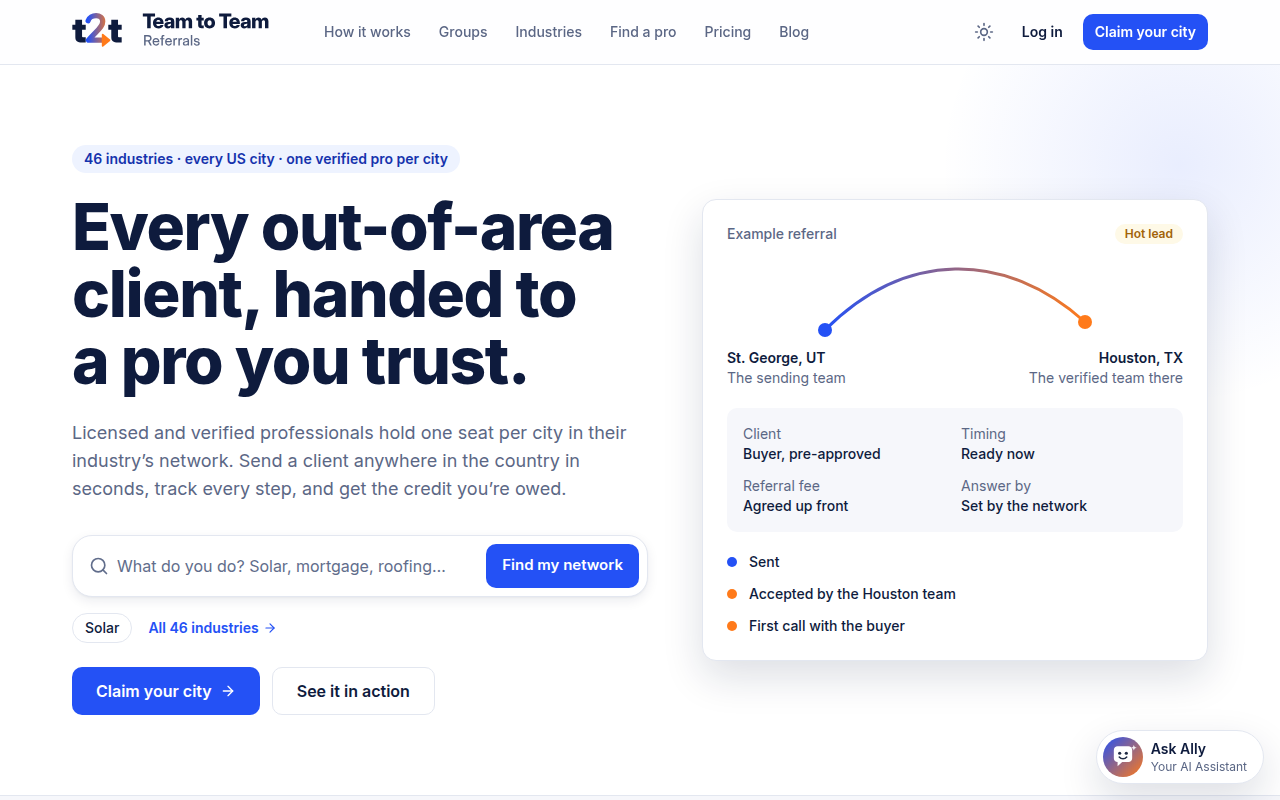 t2t
Team to Team
Referrals
How it works
Groups
Industries
Find a pro
Pricing
Blog
Log in
Claim your city
46 industries · every US city · one verified pro per city
Every out-of-area
client, handed to
a pro you trust.
Licensed and verified professionals hold one seat per city in their
industry’s network. Send a client anywhere in the country in
seconds, track every step, and get the credit you’re owed.
What do you do? Solar, mortgage, roofing...
Find my network
Solar
All 46 industries →
Claim your city →
See it in action
Example referral
Hot lead
St. George, UT
Houston, TX
The sending team
The verified team there
Client
Timing
Buyer, pre-approved
Ready now
Referral fee
Answer by
Agreed up front
Set by the network
Sent
Accepted by the Houston team
First call with the buyer
Ask Ally
Your AI Assistant